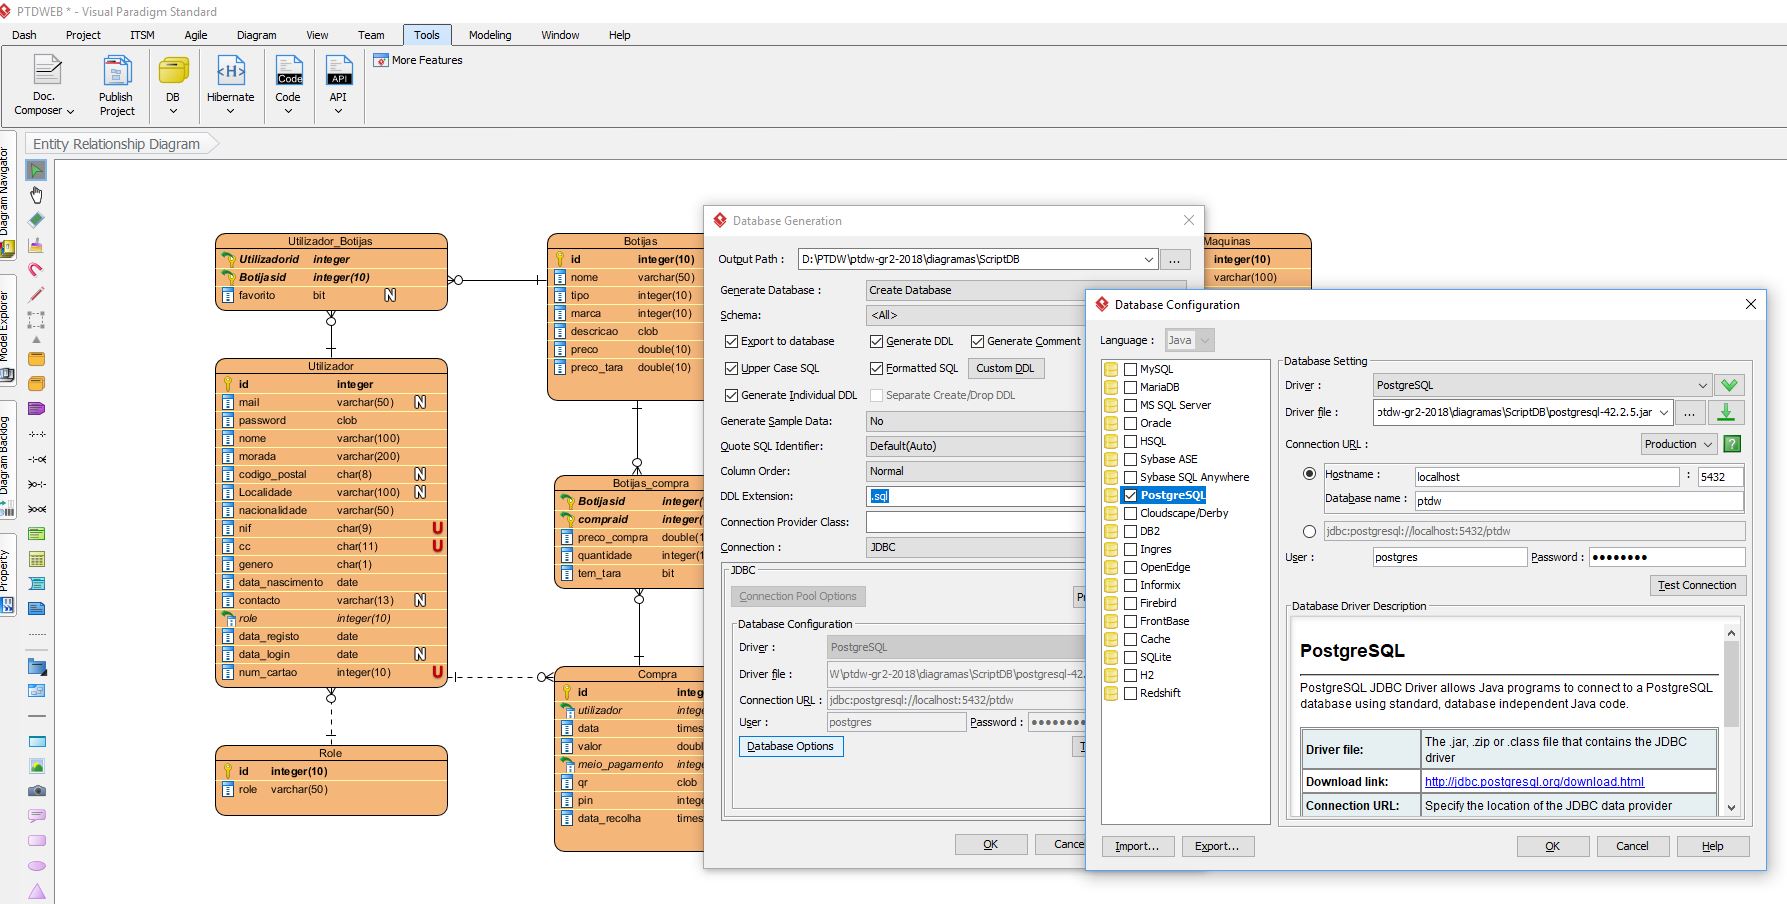 PTDWEB * - Visual Paradigm Standard
Dash Project ITSM Agile Diagram View Team Tools Modeling Window Help
Doc. Composer
Publish Project
DB
Hibernate
Code
Code
API
API
More Features
Entity Relationship Diagram
Diagram Navigator
Model Explorer
Diagram Backlog
Property
Utilizador_Botijas
Utilizadorid integer
Botijasid integer(10)
favorito bit N
Utilizador
id integer
mail varchar(50) N
password clob
nome varchar(100)
morada varchar(200)
codigo_postal char(8) N
Localidade varchar(100) N
nacionalidade varchar(50)
nif char(9) U
cc char(11) U
genero char(1)
data_nascimento date
contacto varchar(13) N
role integer(10)
data_registo date
data_login date N
num_cartao integer(10) U
Role
id integer(10)
role varchar(50)
Botijas
id integer(10)
nome varchar(50)
tipo integer(10)
marca integer(10)
descricao clob
preco double(10)
preco_tara double(10)
Botijas_compra
Botijasid integer(
compraid integer(
preco_compra double(1
quantidade integer(1
tem_tara bit
Compra
id integ
utilizador intege
data times
valor doubl
meio_pagamento intege
qr clob
pin intege
data_recolha times
Maquinas
integer(10)
varchar(100)
Database Generation
Output Path : D:\PTDW\ptdw-gr2-2018\diagramas\ScriptDB ...
Generate Database : Create Database
Schema: <All>
Export to database Generate DDL Generate Comment
Upper Case SQL Formatted SQL Custom DDL
Generate Individual DDL Separate Create/Drop DDL
Generate Sample Data: No
Quote SQL Identifier: Default(Auto)
Column Order: Normal
DDL Extension: .sql
Connection Provider Class:
Connection : JDBC
JDBC
Connection Pool Options
Database Configuration
Driver : PostgreSQL
Driver file : W\ptdw-gr2-2018\diagramas\ScriptDB\postgresql-42.
Connection URL : jdbc:postgresql://localhost:5432/ptdw
User : postgres Password : ●●●●●●●●
Database Options
OK Cance
Database Configuration
Language : Java
MySQL
MariaDB
MS SQL Server
Oracle
HSQL
Sybase ASE
Sybase SQL Anywhere
PostgreSQL
Cloudscape/Derby
DB2
Ingres
OpenEdge
Informix
Firebird
FrontBase
Cache
SQLite
H2
Redshift
Database Setting
Driver : PostgreSQL
Driver file : ptdw-gr2-2018\diagramas\ScriptDB\postgresql-42.2.5.jar ...
Connection URL : Production ?
Hostname : localhost : 5432
Database name : ptdw
jdbc:postgresql://localhost:5432/ptdw
User : postgres Password : ●●●●●●●●
Test Connection
Database Driver Description
PostgreSQL
PostgreSQL JDBC Driver allows Java programs to connect to a PostgreSQL
database using standard, database independent Java code.
Driver file: The .jar, .zip or .class file that contains the JDBC
driver
Download link: http://jdbc.postgresql.org/download.html
Connection URL: Specify the location of the JDBC data provider
Import... Export... OK Cancel Help